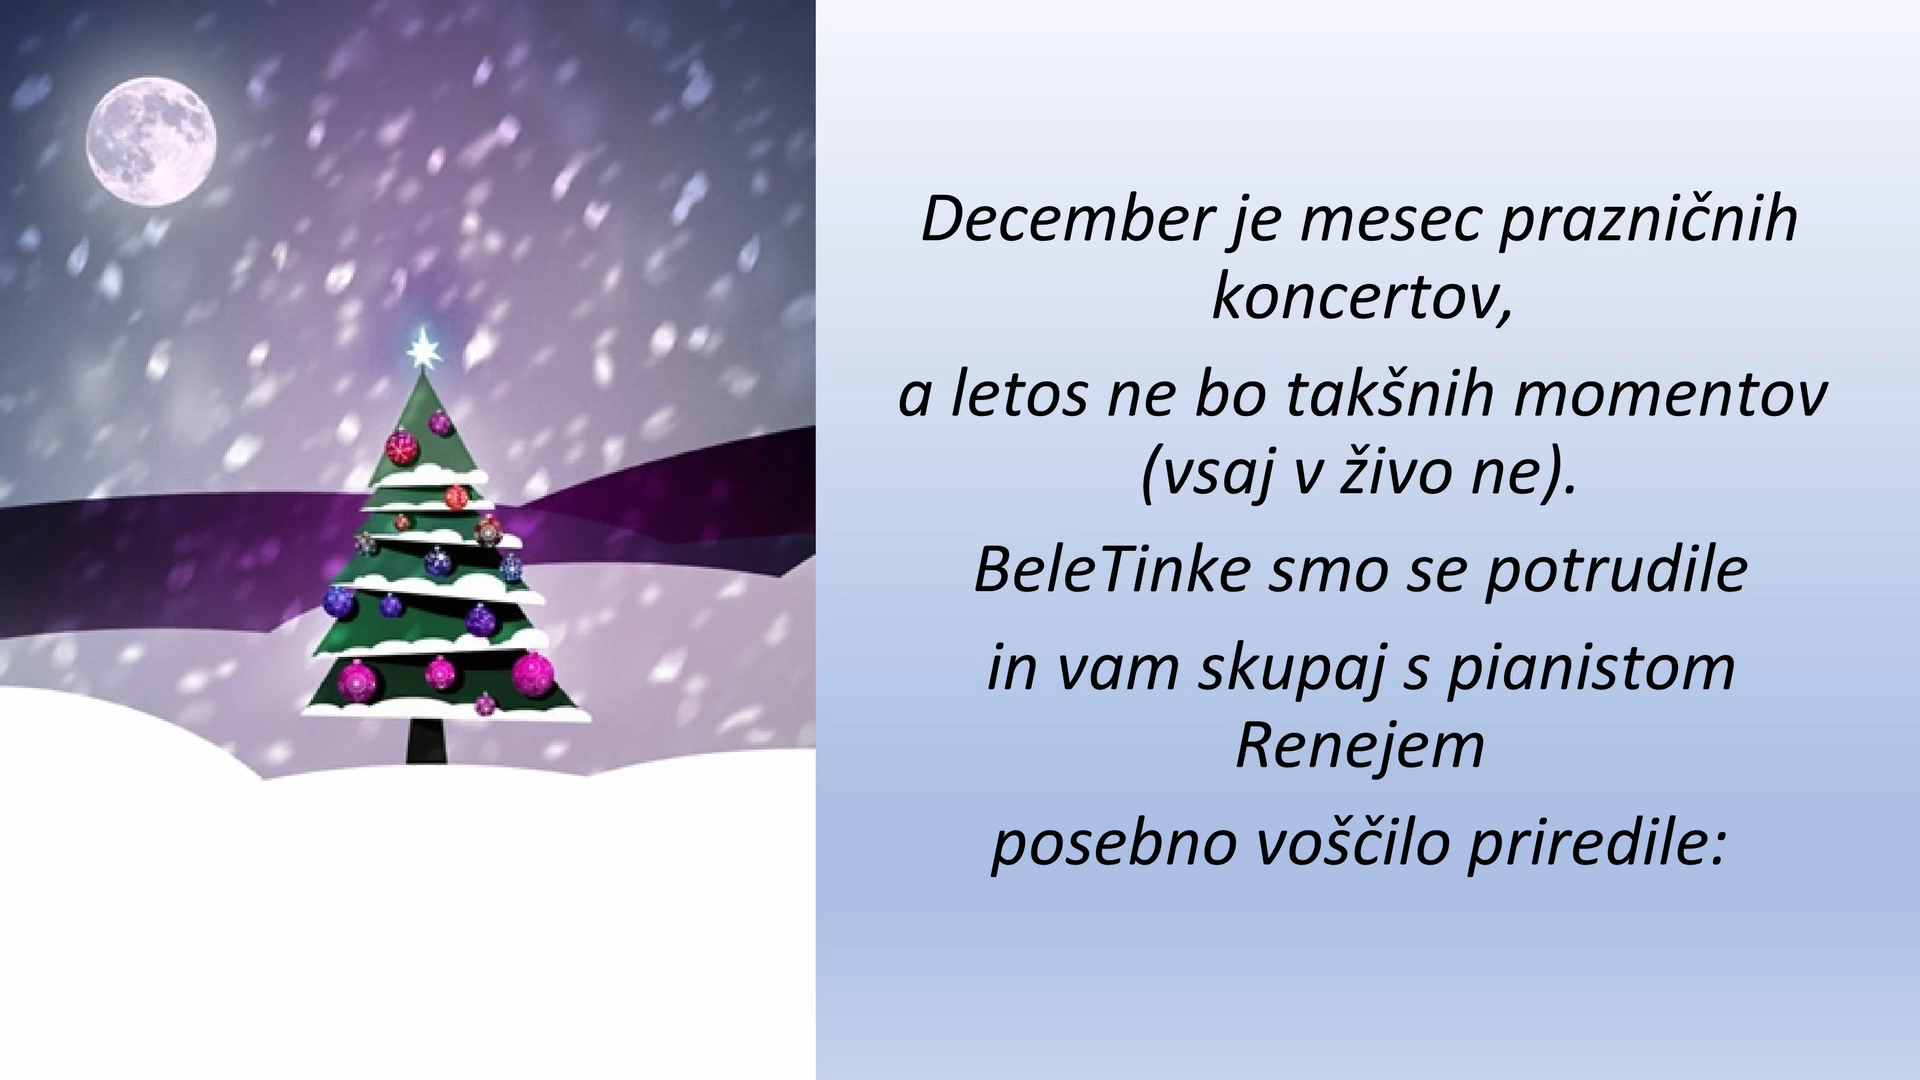 December je mesec prazničnih
koncertov,
a letos ne bo takšnih momentov
(vsaj v živo ne).
BeleTinke smo se potrudile
in vam skupaj s pianistom
Renejem
posebno voščilo priredile: